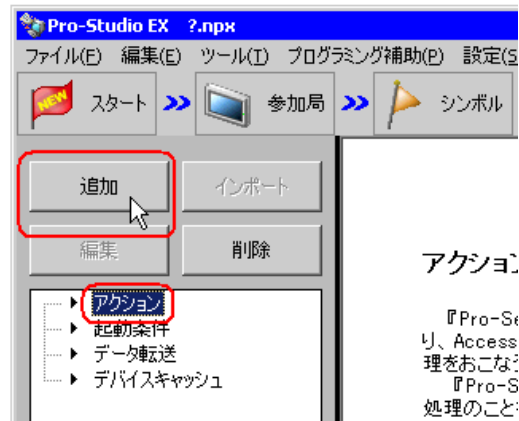 Pro-Studio EX ?.npx
ファイル(F) 編集(E) ツール(T) プログラミング補助(P) 設定(S
NEW スタート 参加局 シンボル
追加 インポート
編集 削除
アクション
起動条件
データ転送
デバイスキャッシュ
アクション
『Pro-Se
り、Access
理をおこな
『Pro-S
処理のこと